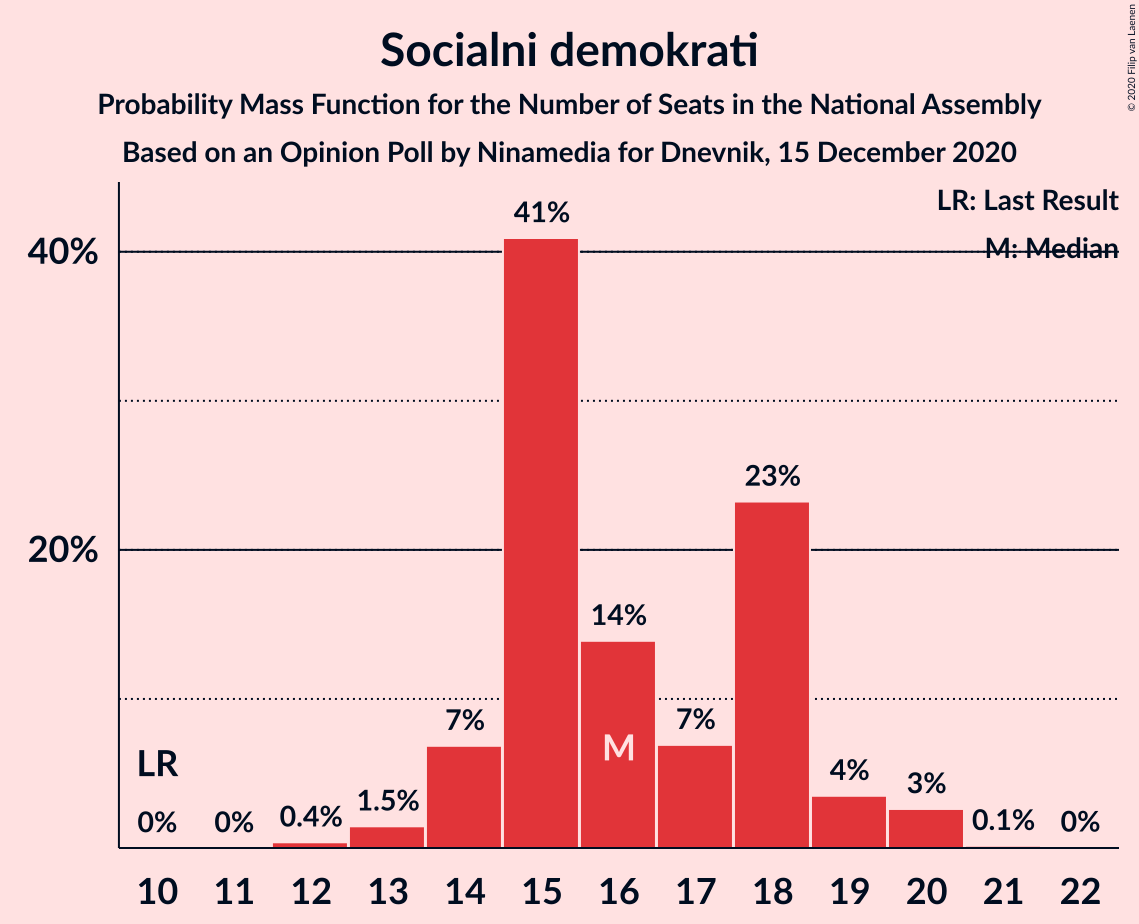 Socialni demokrati
Probability Mass Function for the Number of Seats in the National Assembly
Based on an Opinion Poll by Ninamedia for Dnevnik, 15 December 2020
© 2020 Filip van Laenen
LR: Last Result
M: Median
40%
20%
41%
23%
14%
7%
7%
4%
3%
1.5%
0.4%
0.1%
0%
0%
0%
LR
M
10 11 12 13 14 15 16 17 18 19 20 21 22